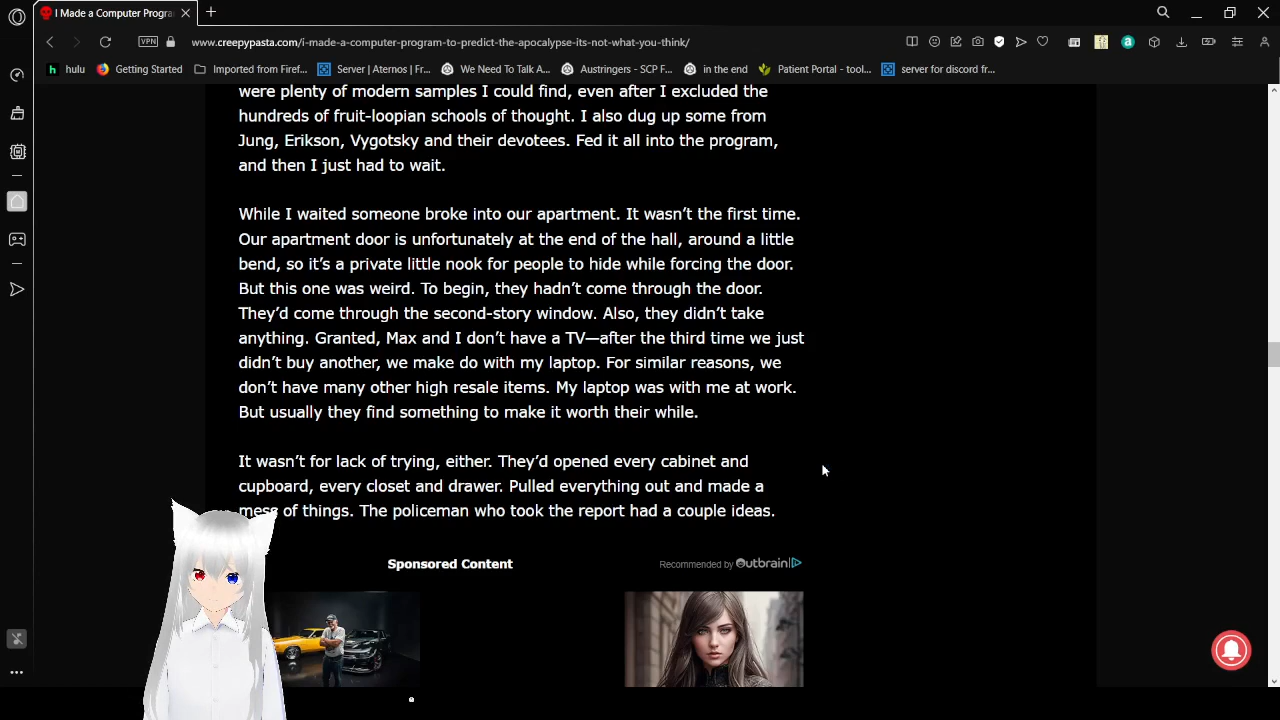 I Made a Computer Progra
VPN
www.creepypasta.com/i-made-a-computer-program-to-predict-the-apocalypse-its-not-what-you-think/
hulu
Getting Started
Imported from Firef...
Server | Aternos | Fr...
We Need To Talk A...
Austringers - SCP F...
in the end
Patient Portal - tool...
server for discord fr...
were plenty of modern samples I could find, even after I excluded the
hundreds of fruit-loopian schools of thought. I also dug up some from
Jung, Erikson, Vygotsky and their devotees. Fed it all into the program,
and then I just had to wait.
While I waited someone broke into our apartment. It wasn’t the first time.
Our apartment door is unfortunately at the end of the hall, around a little
bend, so it’s a private little nook for people to hide while forcing the door.
But this one was weird. To begin, they hadn’t come through the door.
They’d come through the second-story window. Also, they didn’t take
anything. Granted, Max and I don’t have a TV—after the third time we just
didn’t buy another, we make do with my laptop. For similar reasons, we
don’t have many other high resale items. My laptop was with me at work.
But usually they find something to make it worth their while.
It wasn’t for lack of trying, either. They’d opened every cabinet and
cupboard, every closet and drawer. Pulled everything out and made a
mess of things. The policeman who took the report had a couple ideas.
Sponsored Content
Recommended by Outbrain